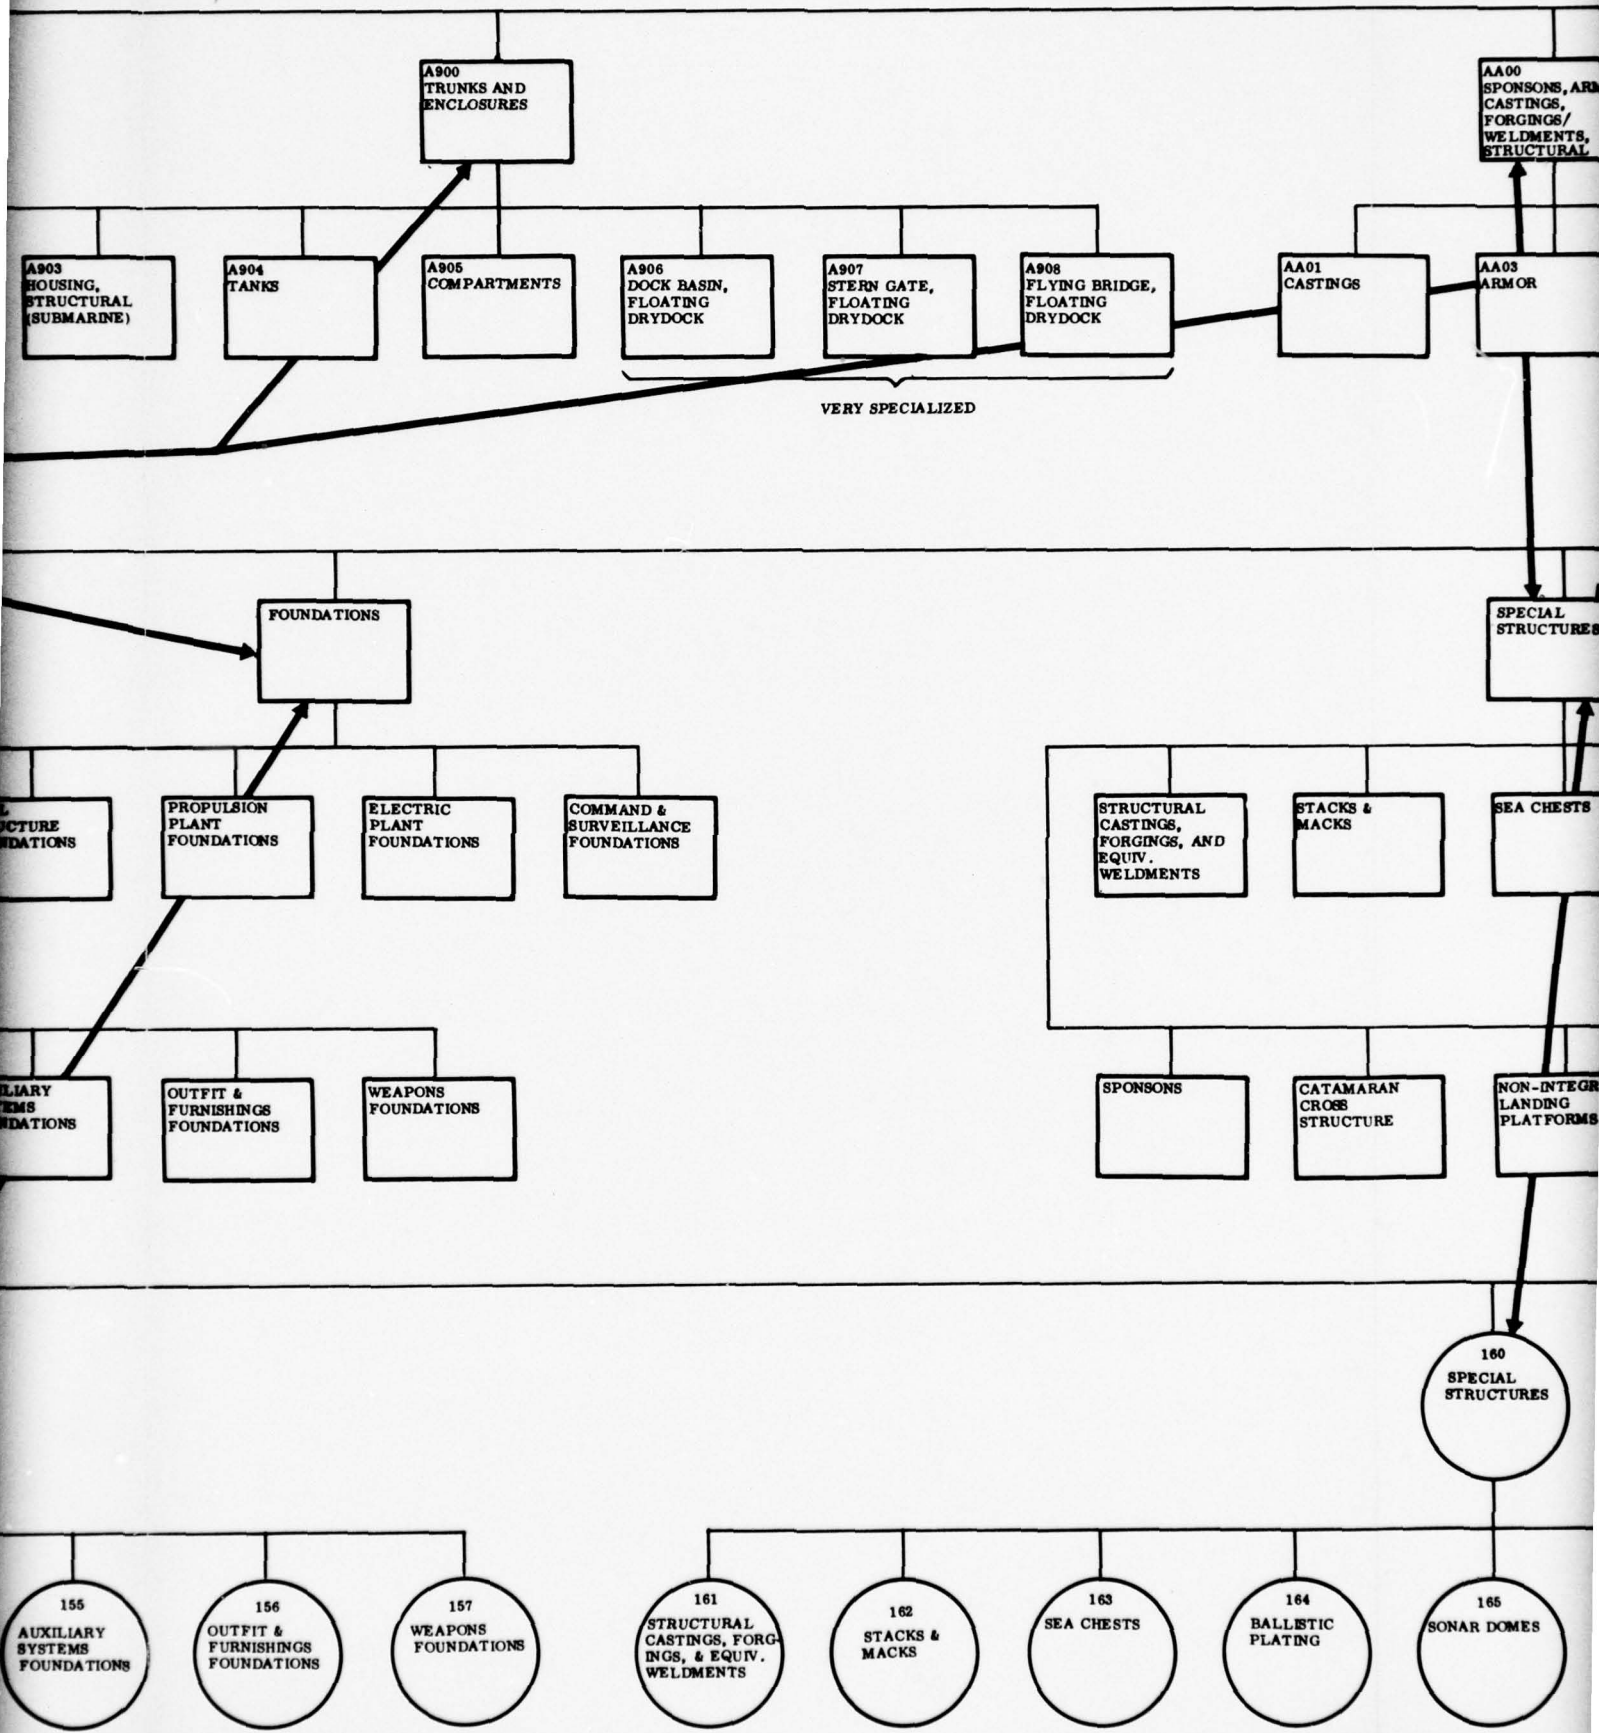 A900
TRUNKS AND
ENCLOSURES
AA00
SPONSONS,
CASTINGS,
FORGINGS/
WELDMENTS,
STRUCTURAL
A903
HOUSING,
STRUCTURAL
(SUBMARINE)
A904
TANKS
A905
COMPARTMENTS
A906
DOCK BASIN,
FLOATING
DRYDOCK
A907
STERN GATE,
FLOATING
DRYDOCK
A908
FLYING BRIDGE,
FLOATING
DRYDOCK
AA01
CASTINGS
AA03
ARMOR
VERY SPECIALIZED
FOUNDATIONS
SPECIAL
STRUCTURES
PROPULSION
PLANT
FOUNDATIONS
ELECTRIC
PLANT
FOUNDATIONS
COMMAND &
SURVEILLANCE
FOUNDATIONS
STRUCTURAL
CASTINGS,
FORGINGS, AND
EQUIV.
WELDMENTS
STACKS &
MACKS
SEA CHESTS
OUTFIT &
FURNISHINGS
FOUNDATIONS
WEAPONS
FOUNDATIONS
SPONSONS
CATAMARAN
CROSS
STRUCTURE
NON-INTEGR
LANDING
PLATFORMS
160
SPECIAL
STRUCTURES
155
AUXILIARY
SYSTEMS
FOUNDATIONS
156
OUTFIT &
FURNISHINGS
FOUNDATIONS
157
WEAPONS
FOUNDATIONS
161
STRUCTURAL
CASTINGS, FORG-
INGS, & EQUIV.
WELDMENTS
162
STACKS &
MACKS
163
SEA CHESTS
164
BALLISTIC
PLATING
165
SONAR DOMES